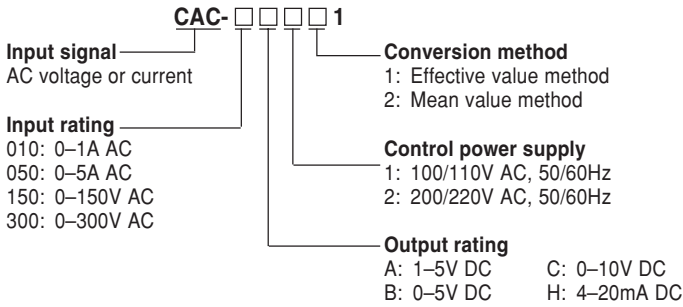 CAC- □ □ □ □ 1
Input signal
AC voltage or current
Input rating
010: 0–1A AC
050: 0–5A AC
150: 0–150V AC
300: 0–300V AC
Conversion method
1: Effective value method
2: Mean value method
Control power supply
1: 100/110V AC, 50/60Hz
2: 200/220V AC, 50/60Hz
Output rating
A: 1–5V DC C: 0–10V DC
B: 0–5V DC H: 4–20mA DC